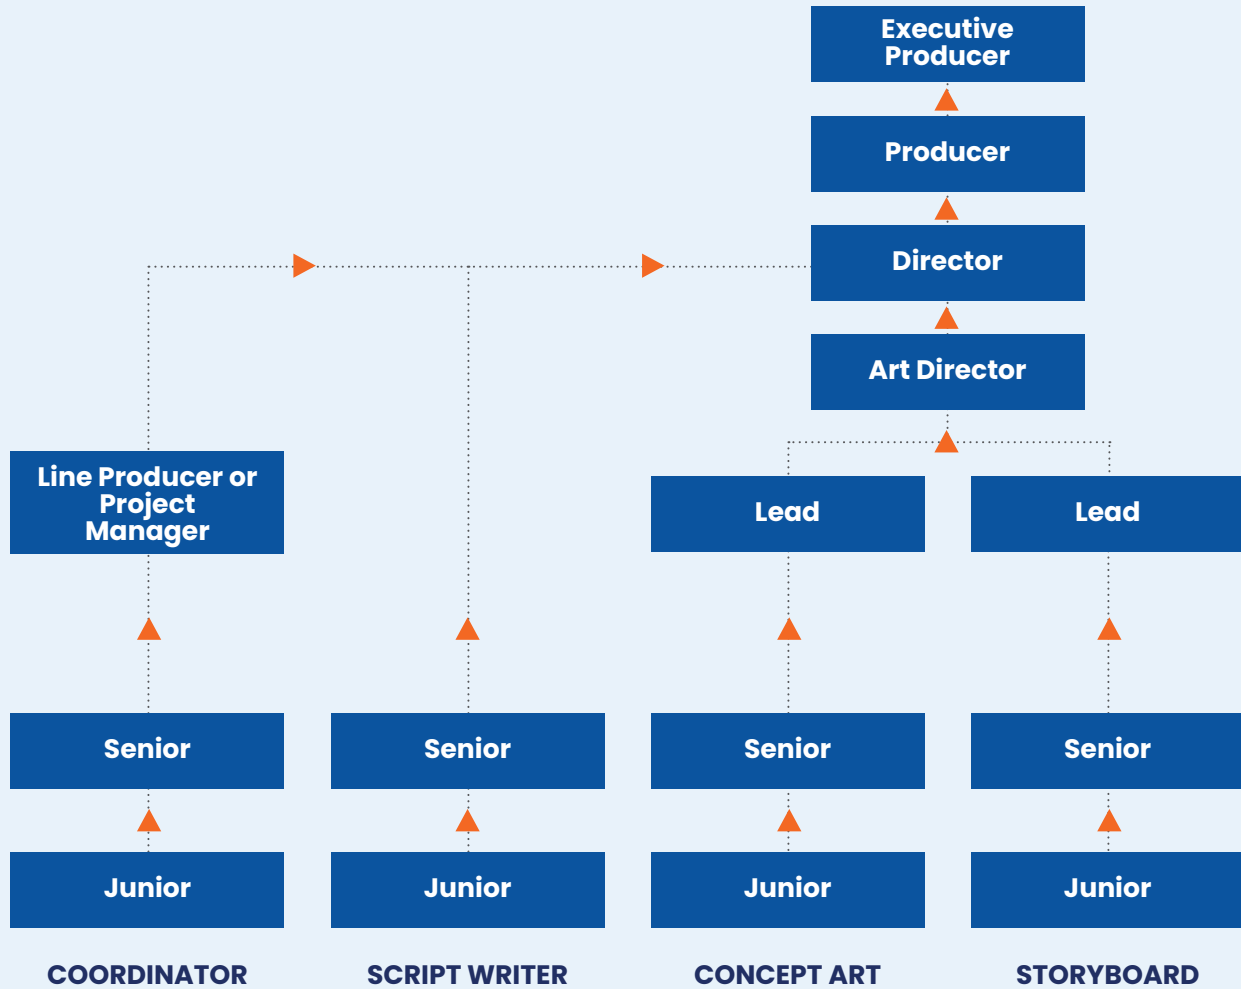 Executive
Producer
Producer
Director
Art Director
Line Producer or
Project
Manager
Lead
Lead
Senior
Senior
Senior
Senior
Junior
Junior
Junior
Junior
COORDINATOR
SCRIPT WRITER
CONCEPT ART
STORYBOARD